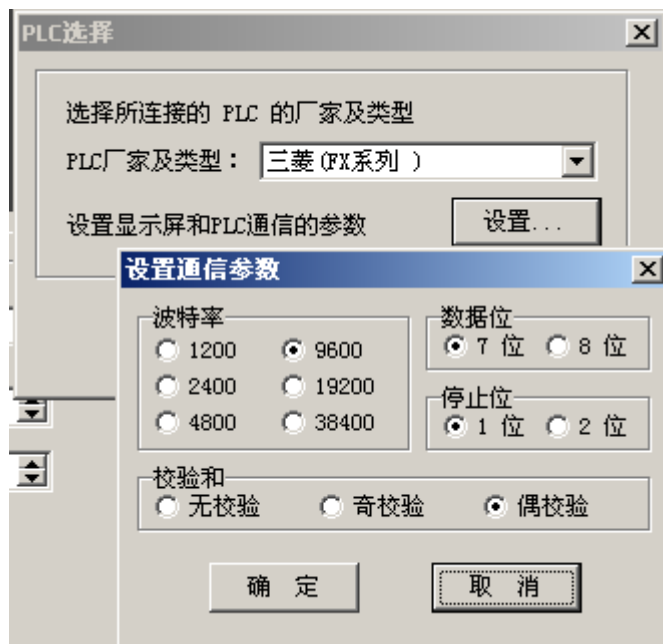 PLC选择
选择所连接的 PLC 的厂家及类型
PLC厂家及类型：三菱(FX系列 )
设置显示屏和PLC通信的参数 设置...
设置通信参数
波特率 数据位
1200 9600 7 位 8 位
2400 19200 停止位
4800 38400 1 位 2 位
校验和
无校验 奇校验 偶校验
确 定 取 消